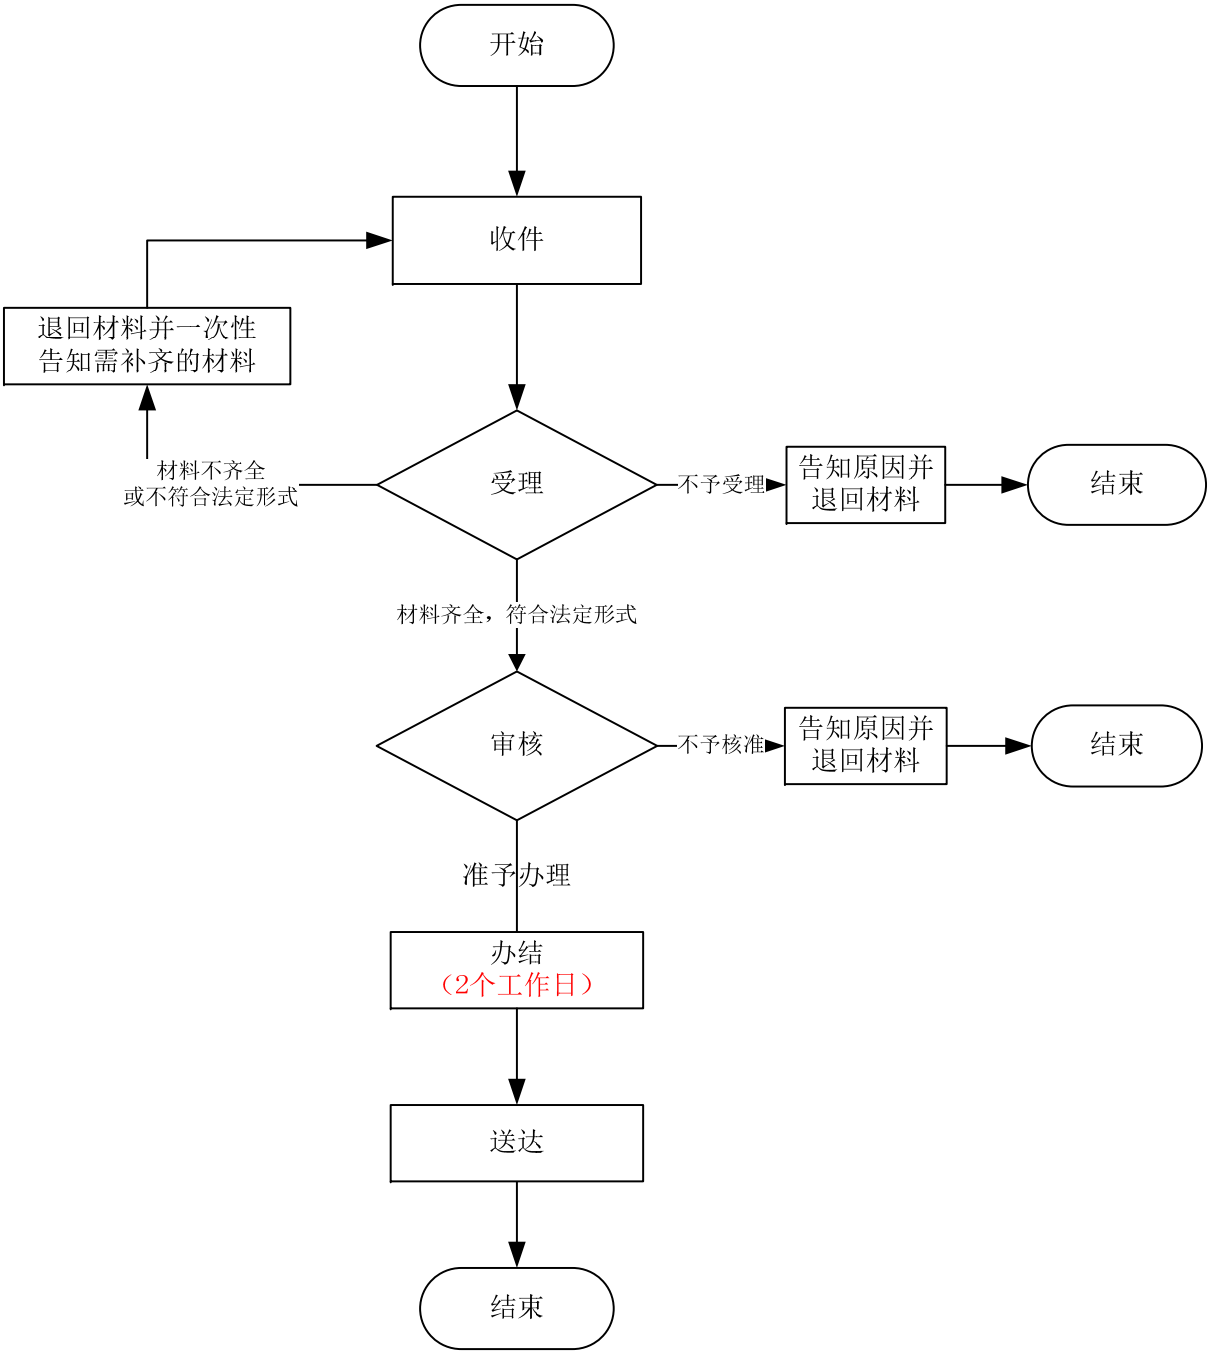 开始
收件
退回材料并一次性
告知需补齐的材料
材料不齐全
或不符合法定形式
受理
不予受理
告知原因并
退回材料
结束
材料齐全，符合法定形式
审核
不予核准
告知原因并
退回材料
结束
准予办理
办结
（2个工作日）
送达
结束